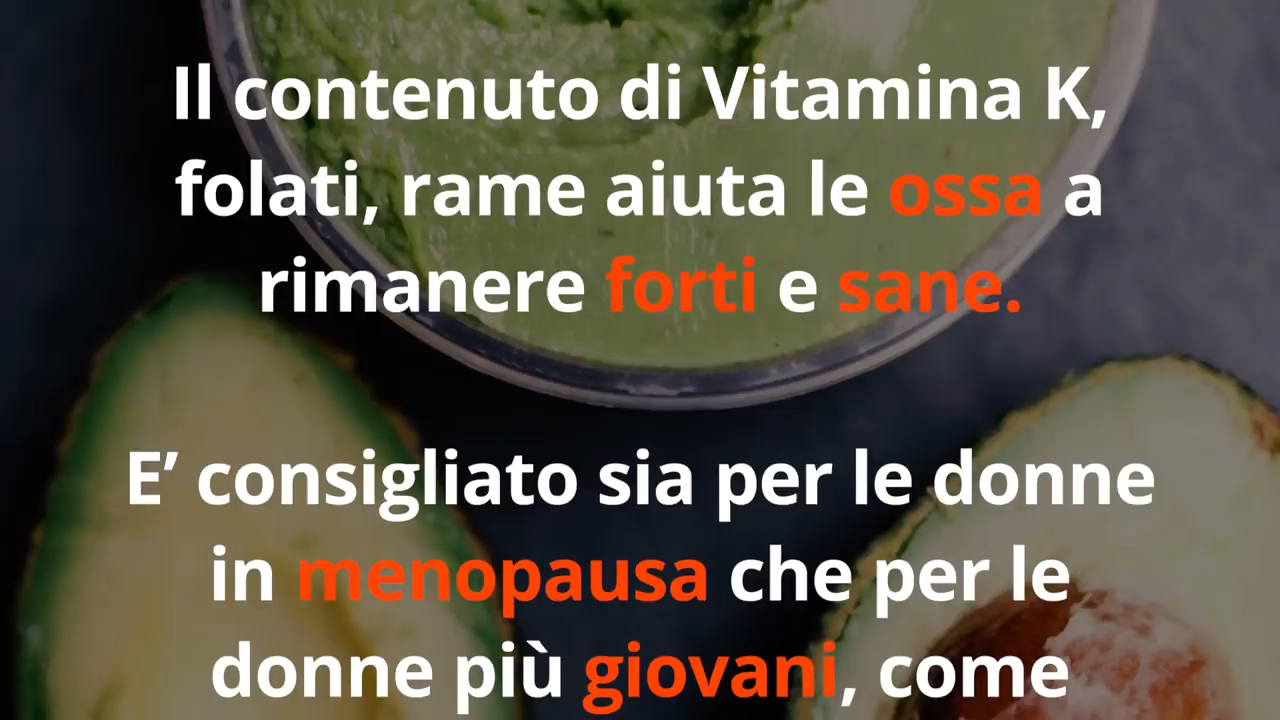 Il contenuto di Vitamina K,
folati, rame aiuta le ossa a
rimanere forti e sane.
E’ consigliato sia per le donne
in menopausa che per le
donne più giovani, come